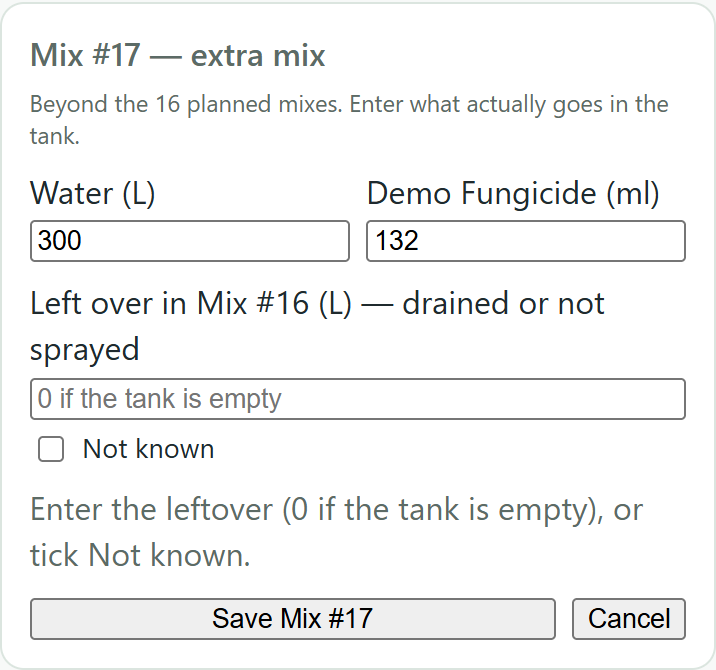 Mix #17 — extra mix
Beyond the 16 planned mixes. Enter what actually goes in the
tank.
Water (L)
Demo Fungicide (ml)
300
132
Left over in Mix #16 (L) — drained or not
sprayed
0 if the tank is empty
Not known
Enter the leftover (0 if the tank is empty), or
tick Not known.
Save Mix #17
Cancel